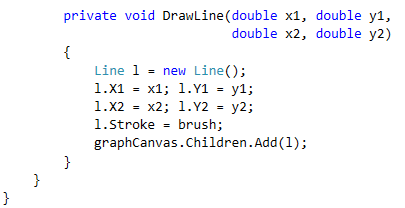 private void DrawLine(double x1, double y1,
                      double x2, double y2)
{
    Line l = new Line();
    l.X1 = x1; l.Y1 = y1;
    l.X2 = x2; l.Y2 = y2;
    l.Stroke = brush;
    graphCanvas.Children.Add(l);
}
}
}